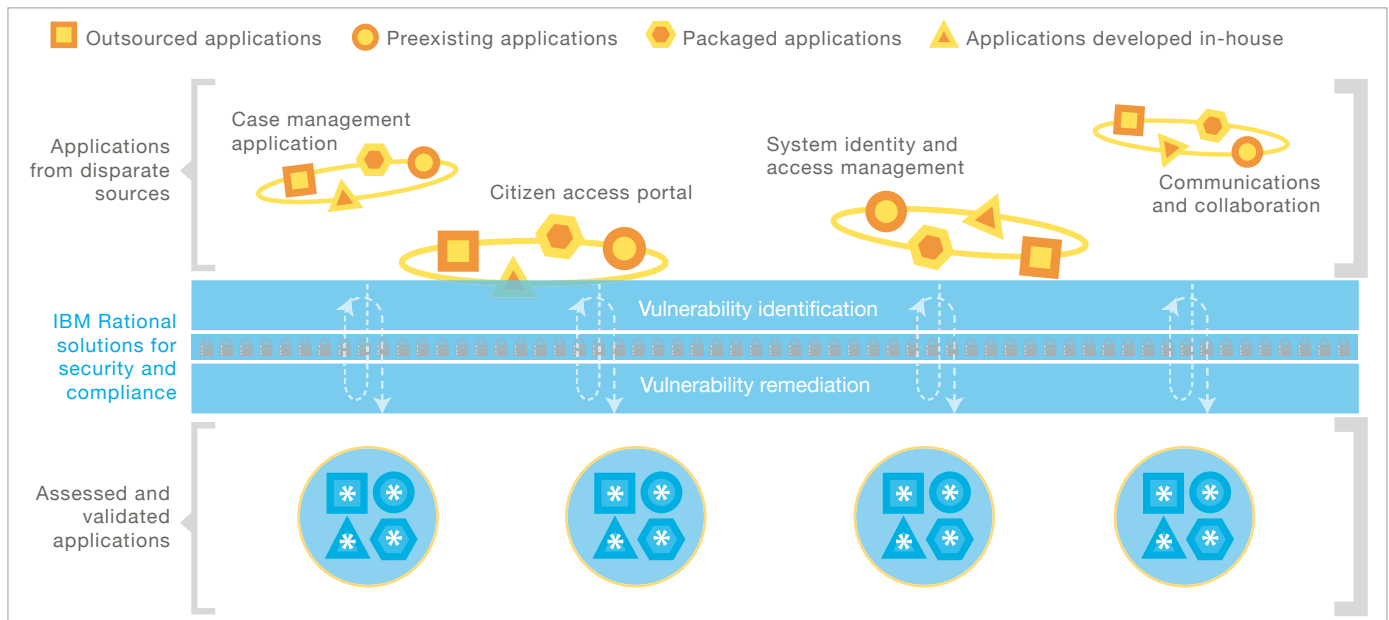 Outsourced applications
Preexisting applications
Packaged applications
Applications developed in-house
Applications
from disparate
sources
Case management
application
Citizen access portal
System identity and
access management
Communications
and collaboration
IBM Rational
solutions for
security and
compliance
Vulnerability identification
Vulnerability remediation
Assessed and
validated
applications